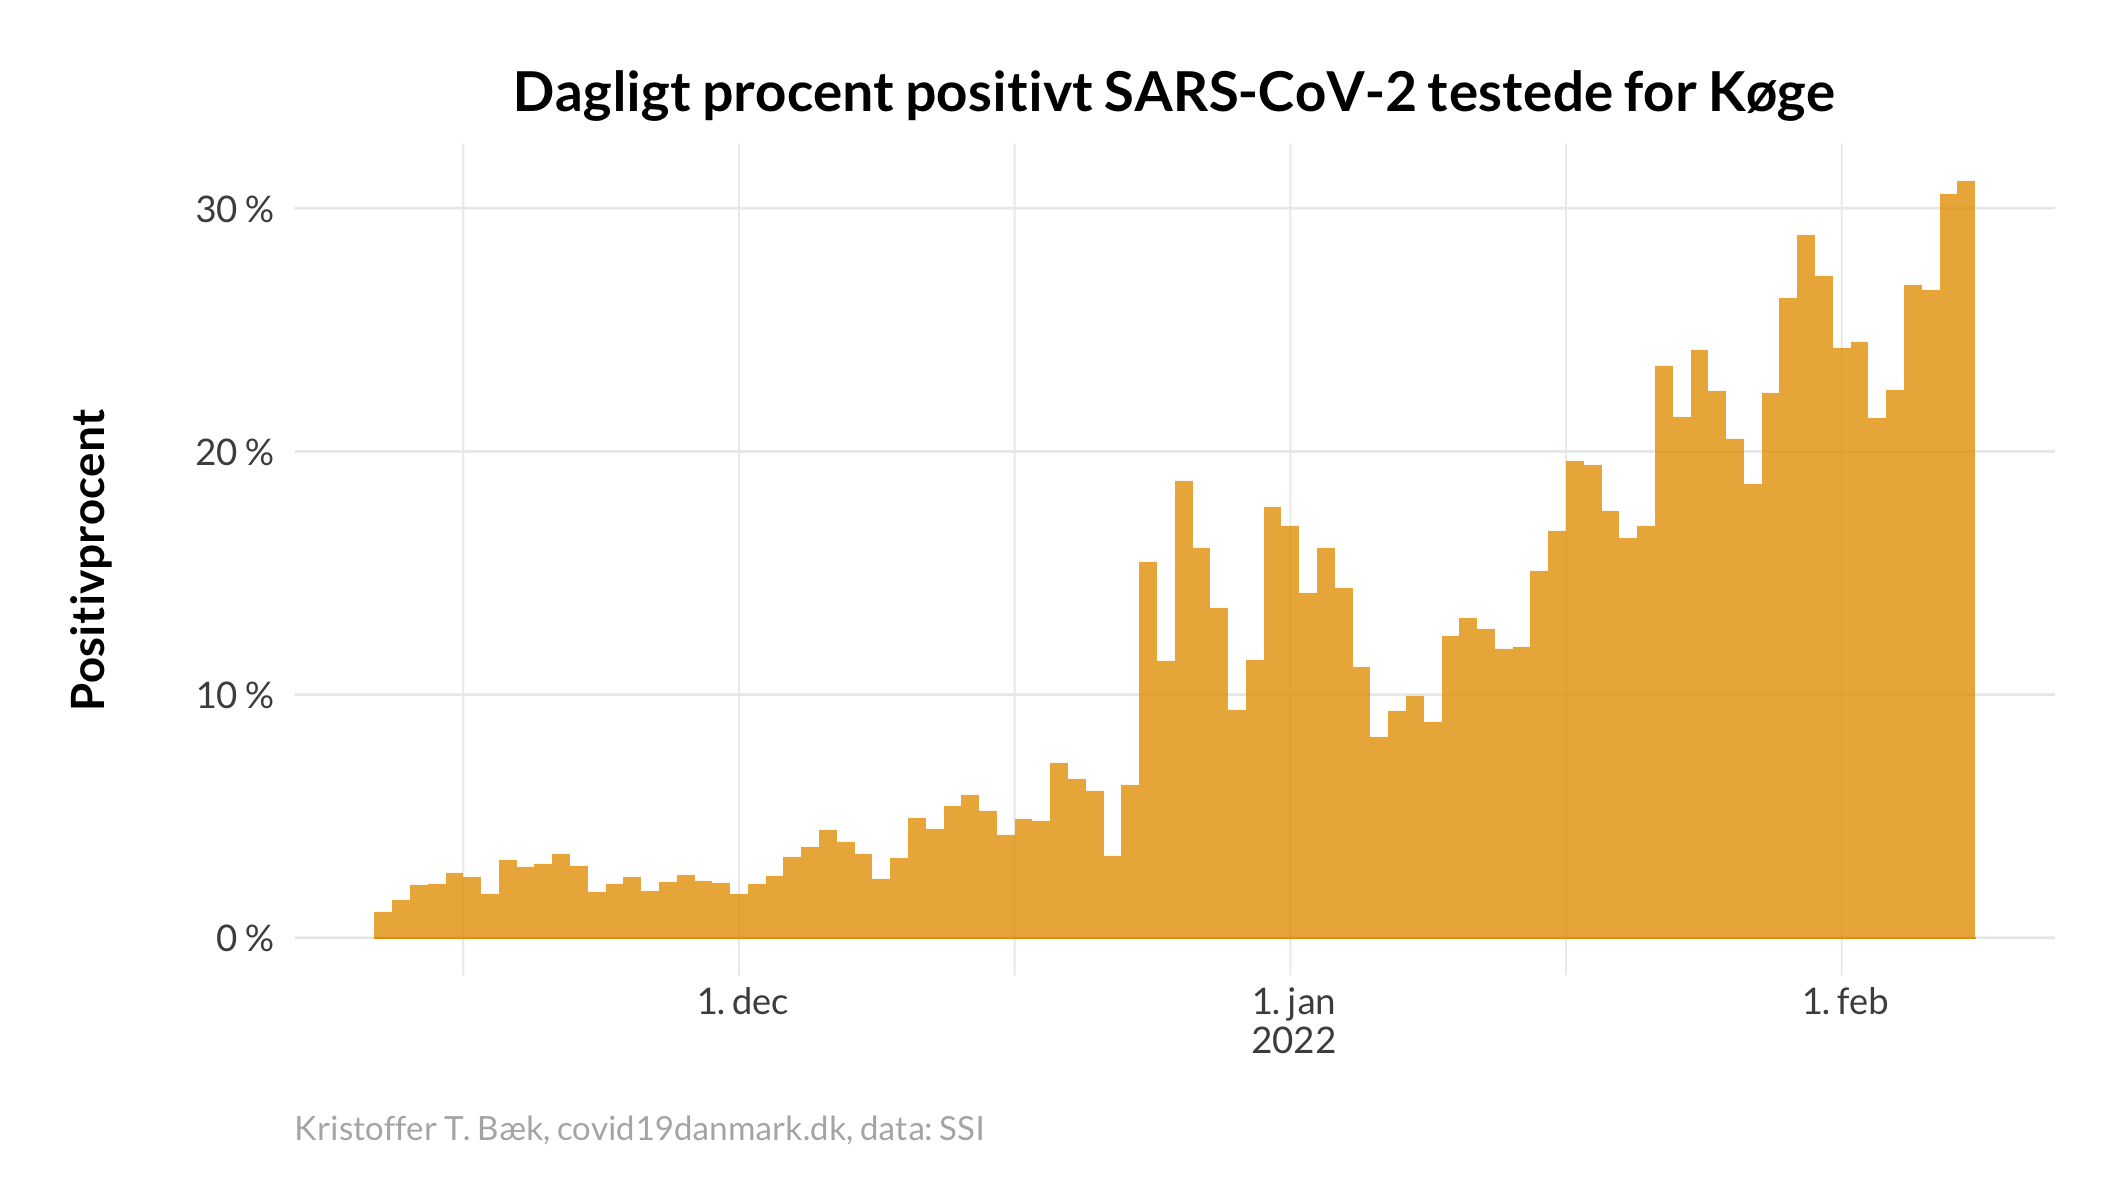 Dagligt procent positivt SARS-CoV-2 testede for Køge
Positivprocent
30 %
20 %
10 %
0 %
1. dec
1. jan
2022
1. feb
Kristoffer T. Bæk, covid19danmark.dk, data: SSI